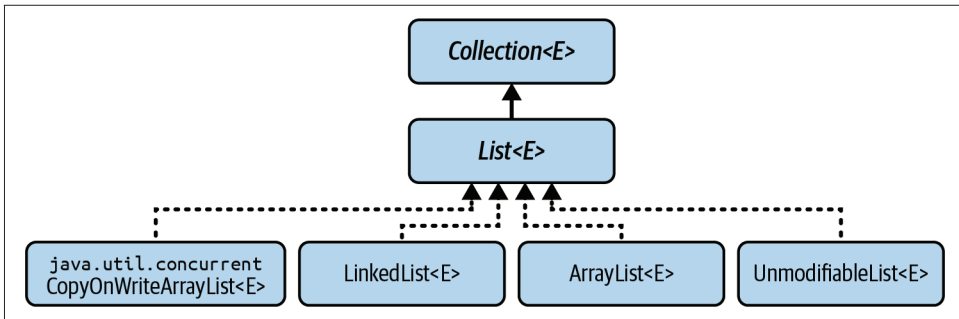 Collection<E>
List<E>
java.util.concurrent
CopyOnWriteArrayList<E>
LinkedList<E>
ArrayList<E>
UnmodifiableList<E>